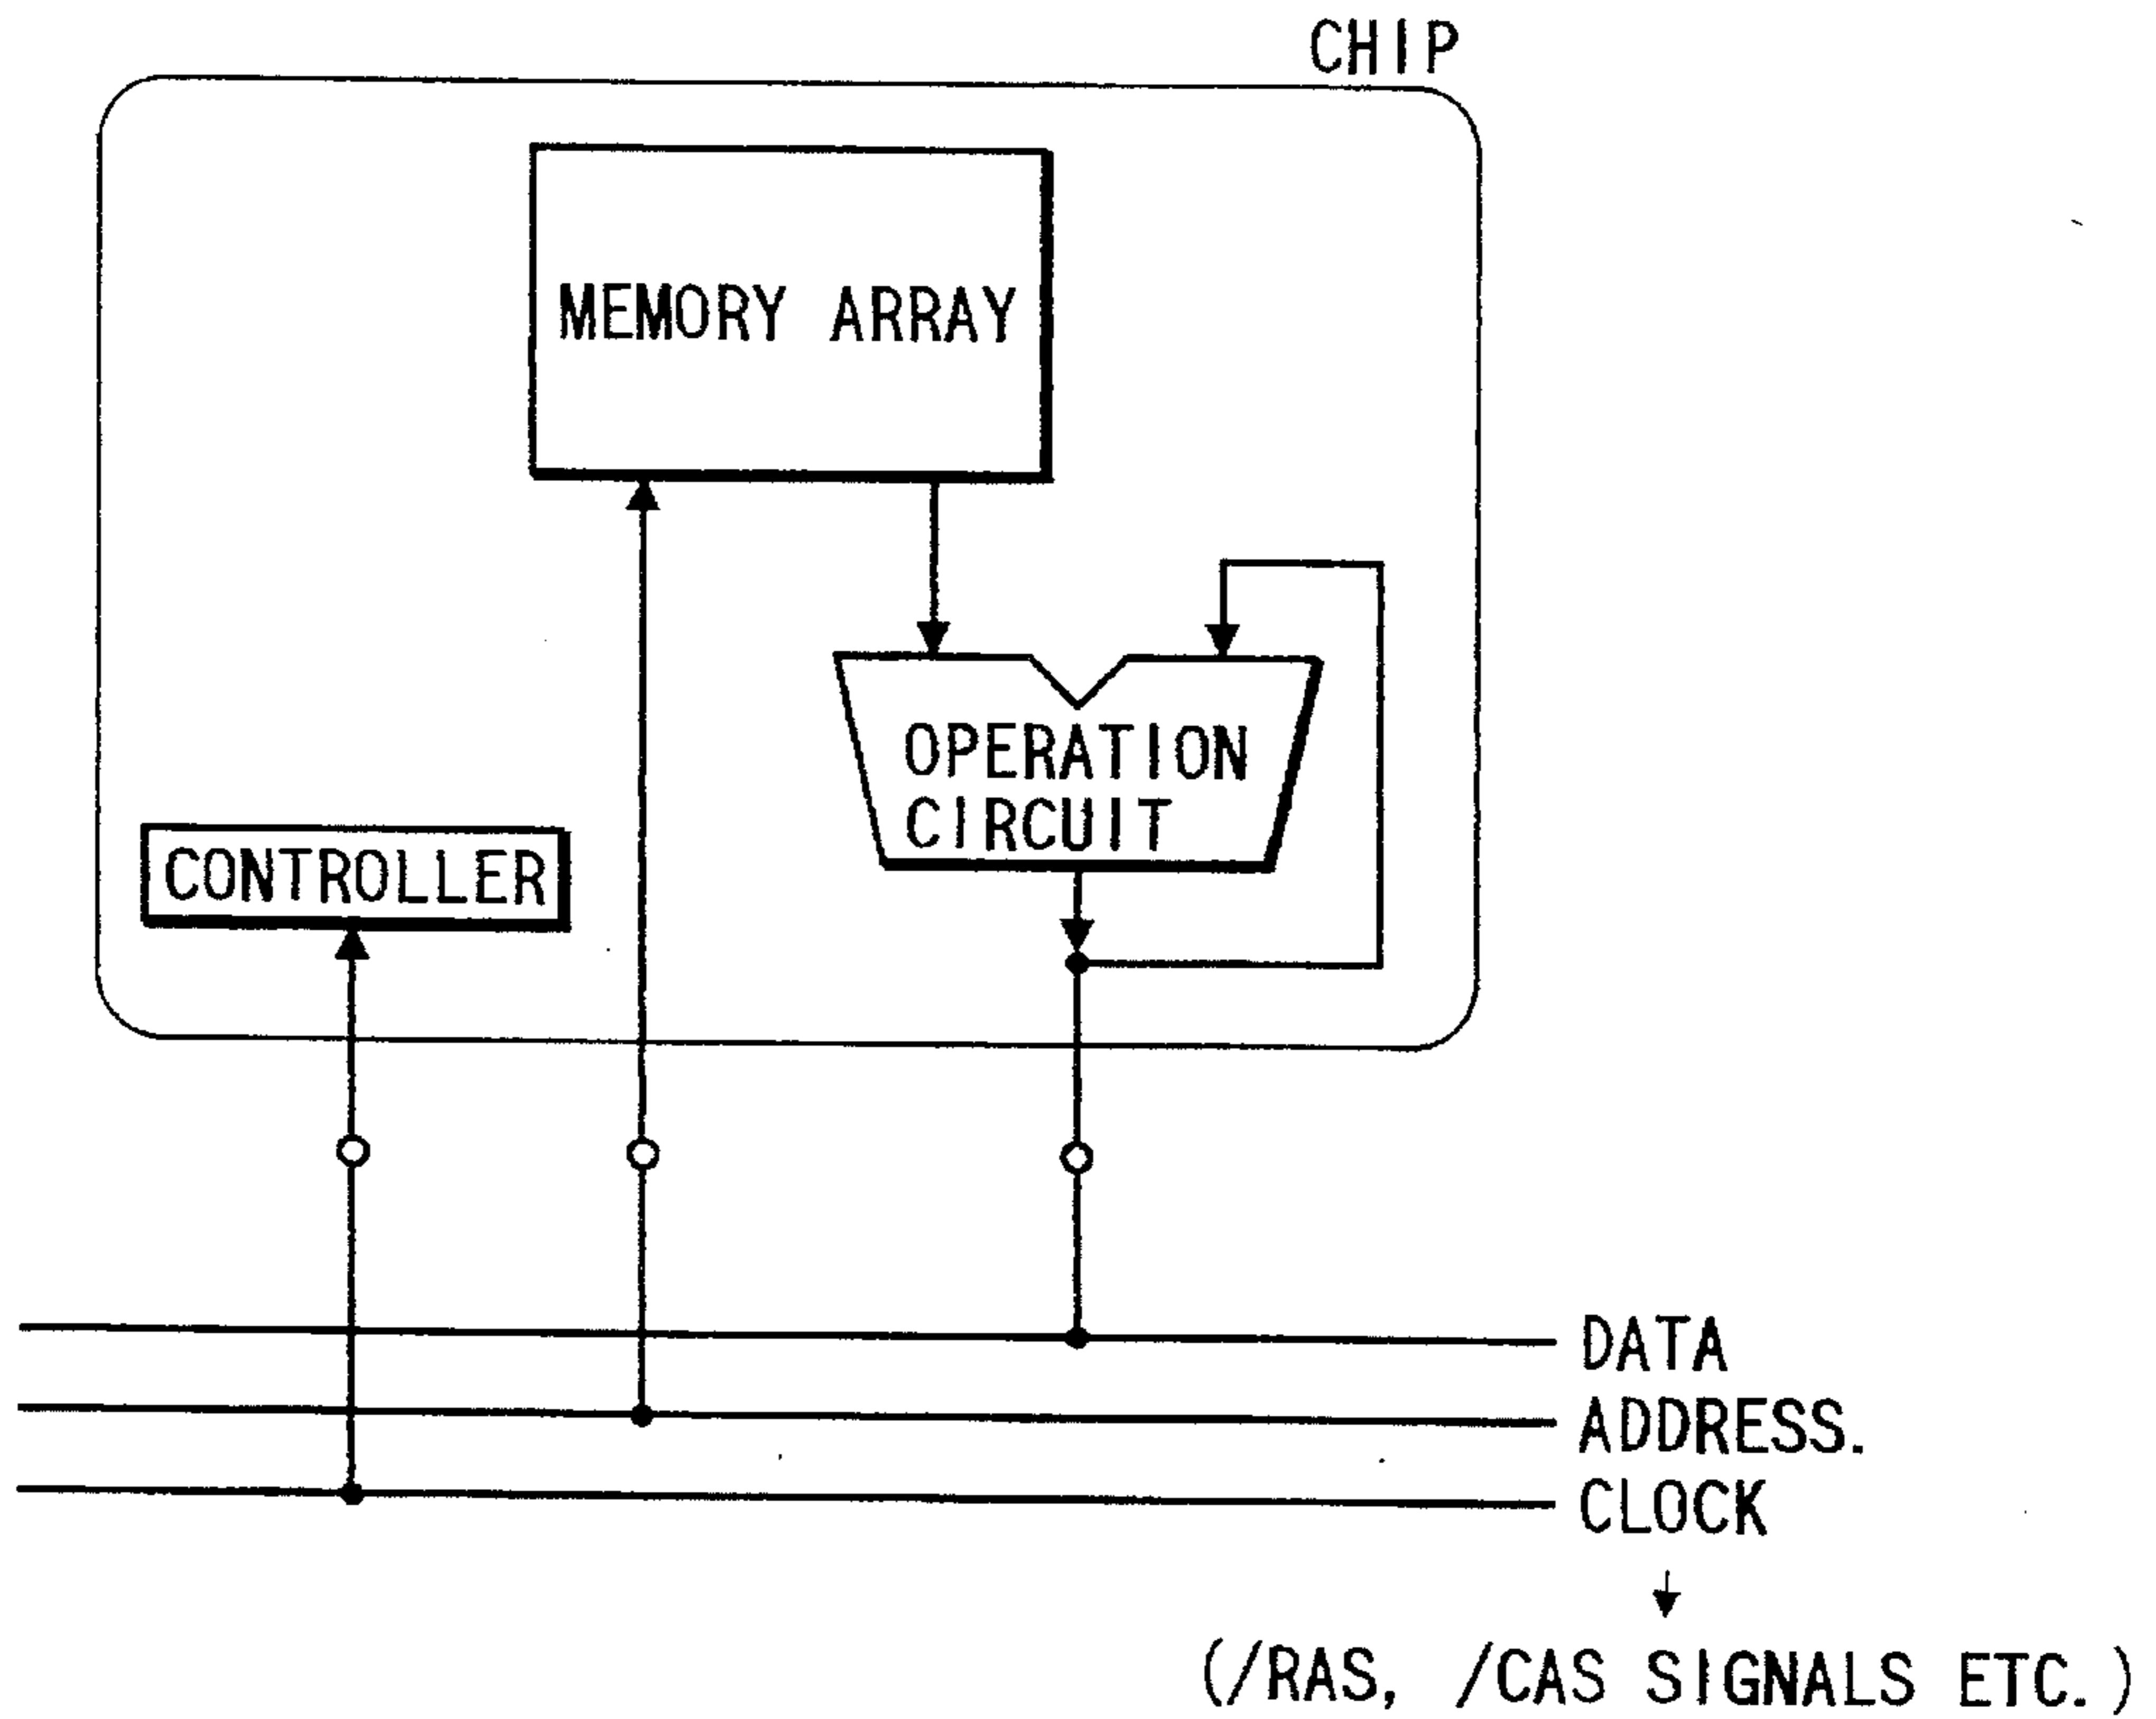 CHIP
MEMORY ARRAY
OPERATION
CIRCUIT
CONTROLLER
DATA
ADDRESS.
CLOCK
(/RAS, /CAS SIGNALS ETC.)